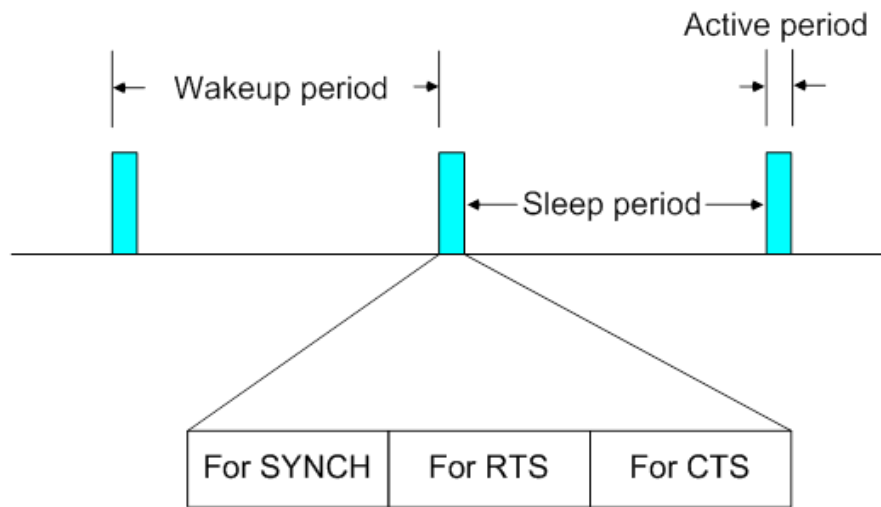 Active period
Wakeup period
Sleep period
For SYNCH
For RTS
For CTS